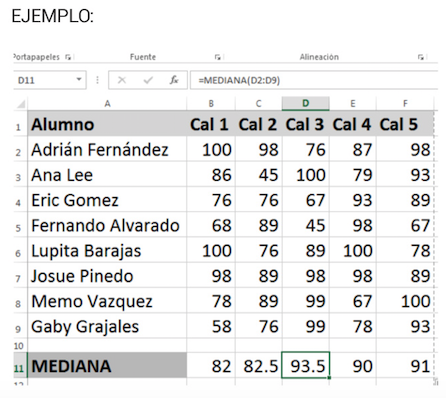 EJEMPLO:
Portapapeles Fuente Alineación
D11 fx =MEDIANA(D2:D9)
A B C D E F
1 Alumno Cal 1 Cal 2 Cal 3 Cal 4 Cal 5
2 Adrián Fernández 100 98 76 87 98
3 Ana Lee 86 45 100 79 93
4 Eric Gomez 76 76 67 93 89
5 Fernando Alvarado 68 89 45 98 67
6 Lupita Barajas 100 76 89 100 78
7 Josue Pinedo 98 89 98 98 89
8 Memo Vazquez 78 89 99 67 100
9 Gaby Grajales 58 76 99 78 93
10
11 MEDIANA 82 82.5 93.5 90 91